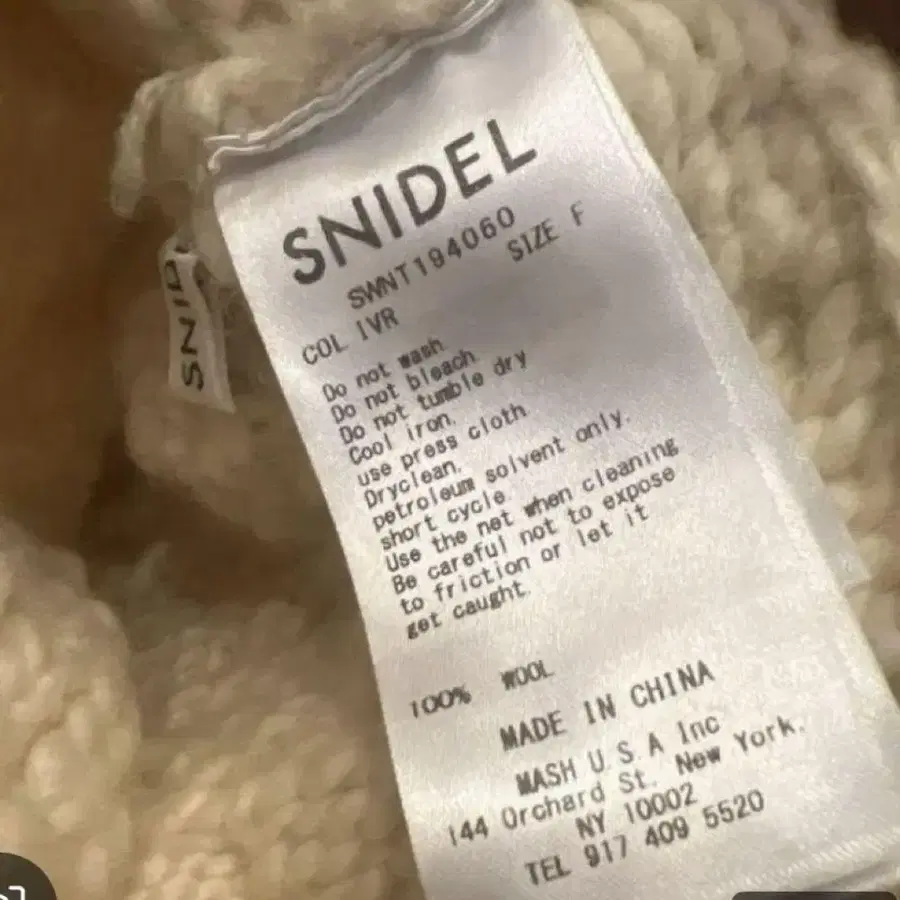 SNIDEL
SWNT194060
SIZE F
COL IVR
Do not wash
Do not bleach
Do not tumble dry
Cool iron.
use press cloth
Dryclean.
petroleum solvent only.
short cycle.
Use the net when cleaning
Be careful not to expose
to friction or let it
get caught.
100% WOOL
MADE IN CHINA
MASH U.S.A Inc
144 Orchard St. New York.
NY 10002
TEL 917 409 5520
SNID